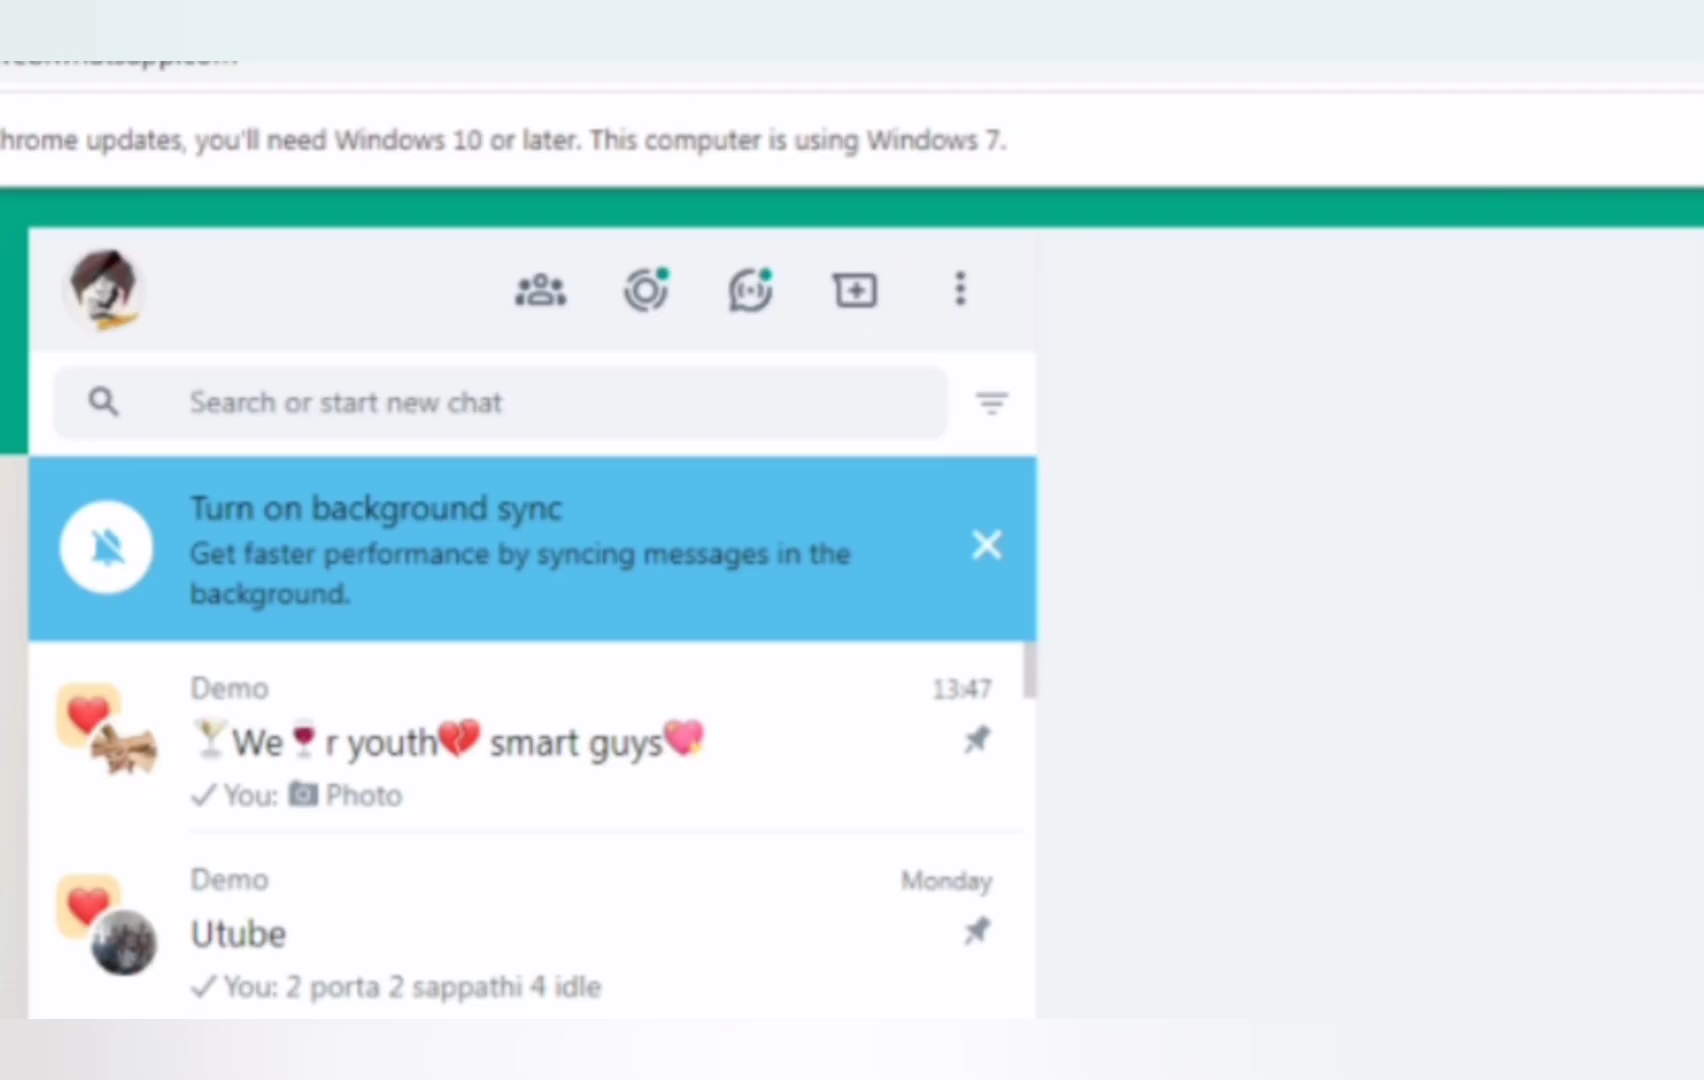 hrome updates, you'll need Windows 10 or later. This computer is using Windows 7.
Search or start new chat
Turn on background sync
Get faster performance by syncing messages in the
background.
Demo
13:47
🍸We🍷r youth💔 smart guys💖
✓ You: 📷 Photo
Demo
Monday
Utube
✓ You: 2 porta 2 sappathi 4 idle